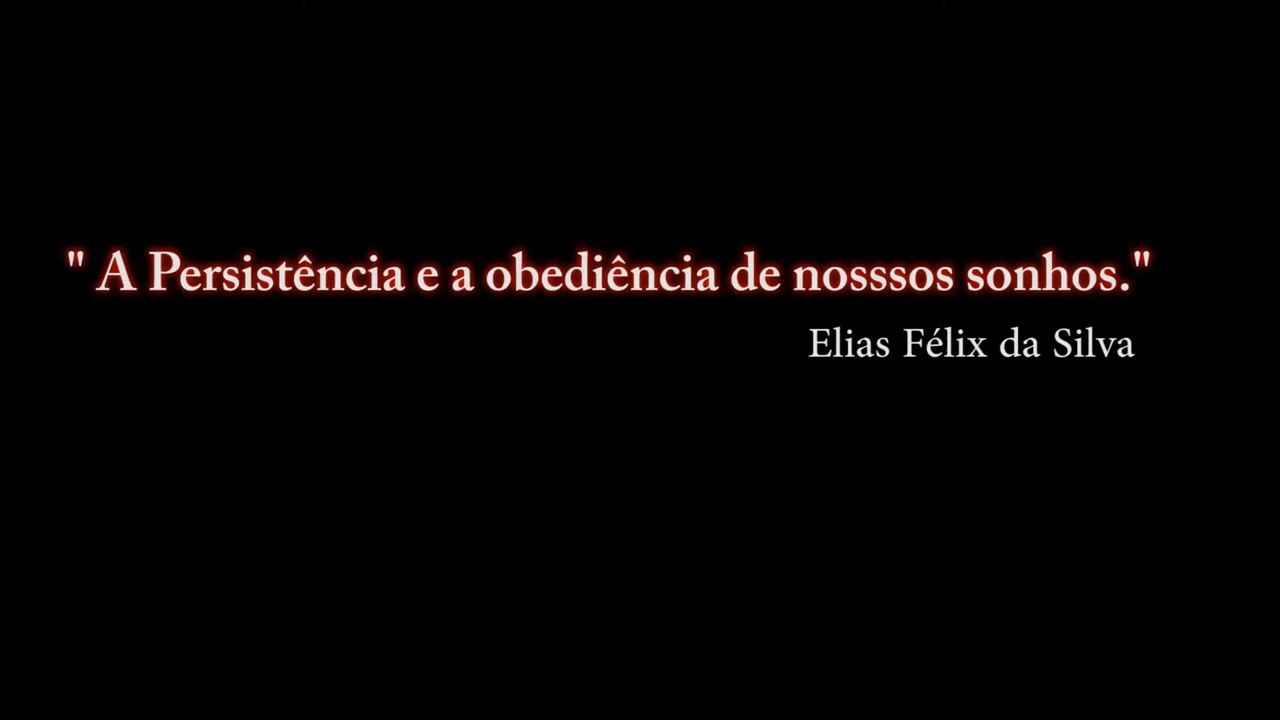 " A Persistência e a obediência de nosssos sonhos."
Elias Félix da Silva